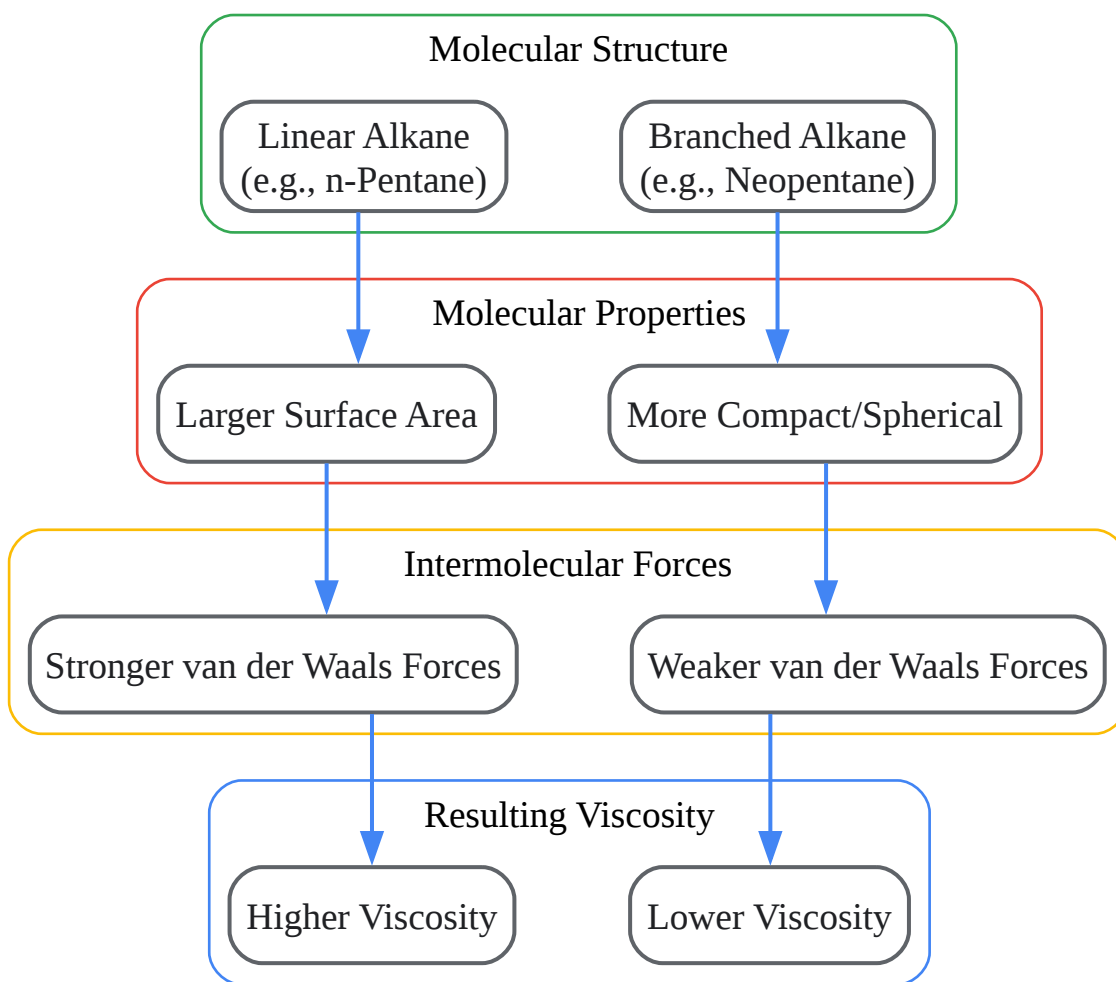 Molecular Structure
Linear Alkane
(e.g., n-Pentane)
Branched Alkane
(e.g., Neopentane)
Molecular Properties
Larger Surface Area
More Compact/Spherical
Intermolecular Forces
Stronger van der Waals Forces
Weaker van der Waals Forces
Resulting Viscosity
Higher Viscosity
Lower Viscosity